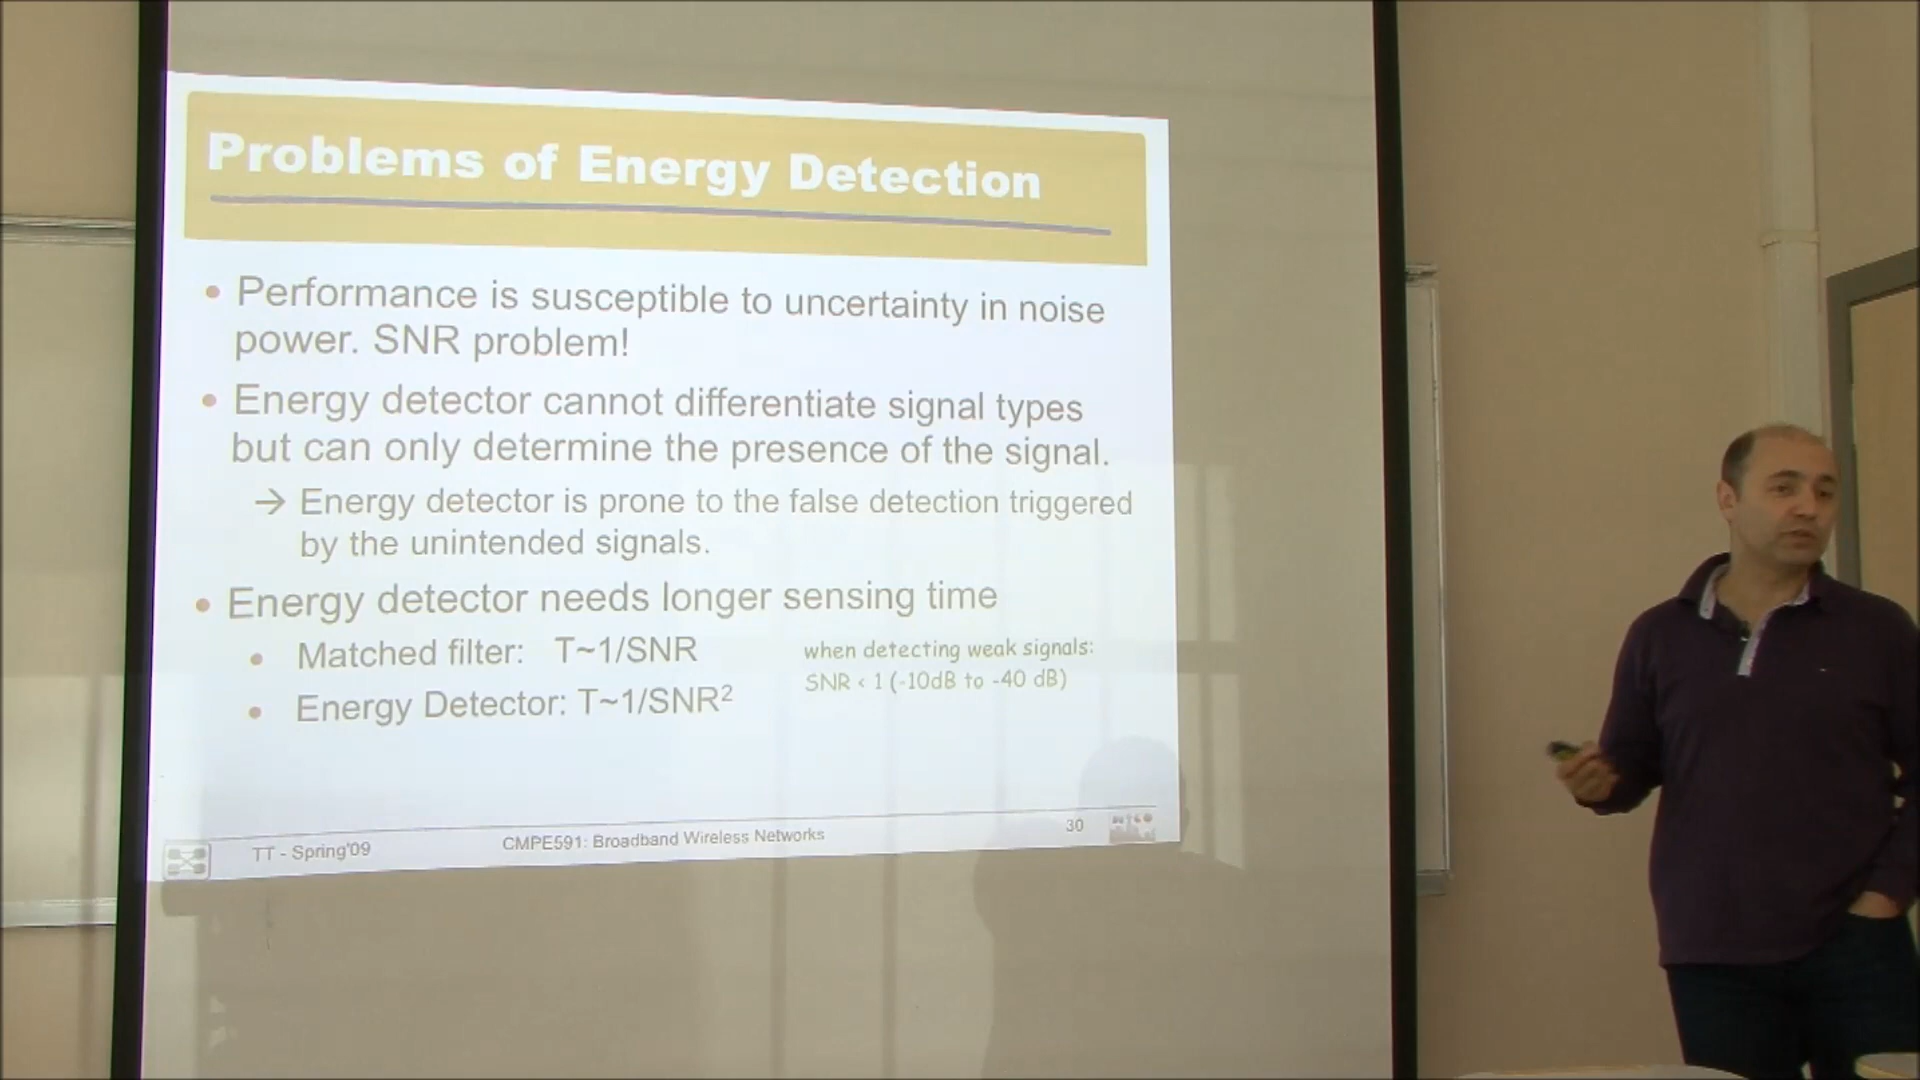 Problems of Energy Detection
• Performance is susceptible to uncertainty in noise
power. SNR problem!
• Energy detector cannot differentiate signal types
but can only determine the presence of the signal.
→ Energy detector is prone to the false detection triggered
by the unintended signals.
• Energy detector needs longer sensing time
• Matched filter: T~1/SNR
• Energy Detector: T~1/SNR²
when detecting weak signals:
SNR < 1 (-10dB to -40 dB)
TT - Spring'09
CMPE591: Broadband Wireless Networks
30